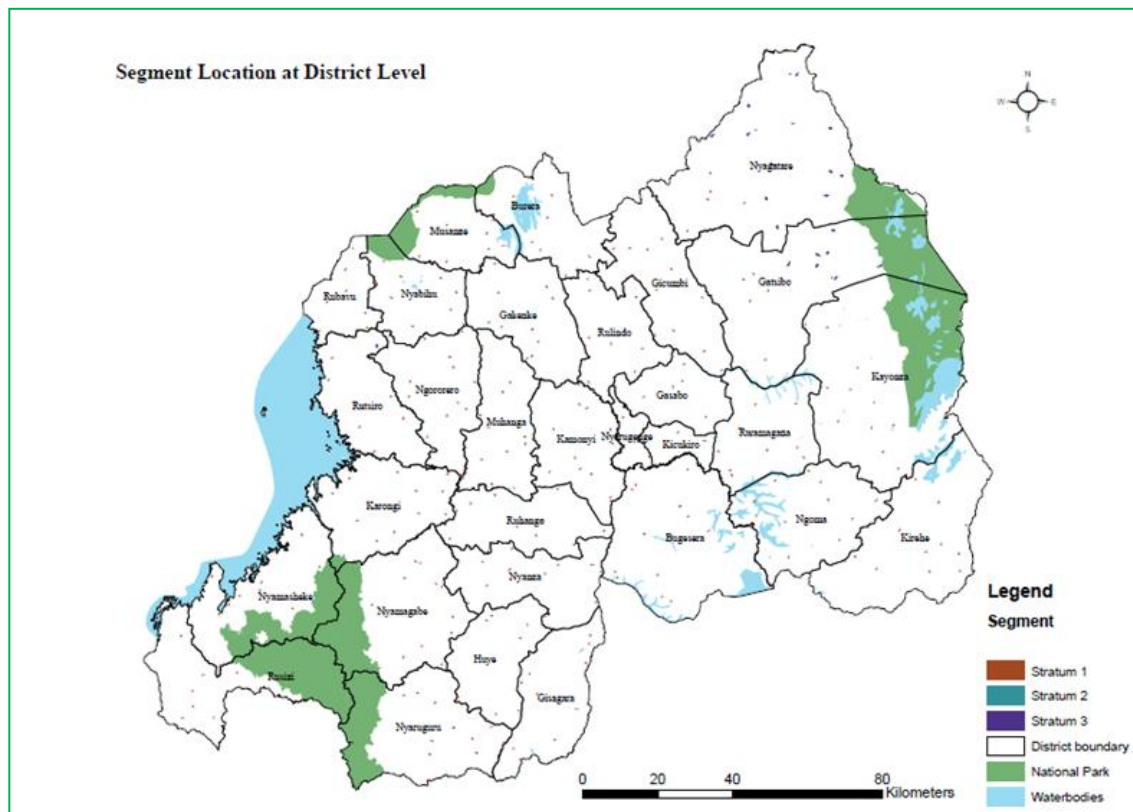 Segment Location at District Level
N
W E
S
Nyagatare
Burera
Musanze
Gatsibo
Gicumbi
Rubavu
Nyabihu
Gakenke
Rulindo
Kayonza
Gasabo
Ngororero
Rutsiro
Muhanga
Kamonyi
Nyarugenge
Kicukiro
Rwamagana
Karongi
Ruhango
Ngoma
Bugesera
Kirehe
Nyanza
Nyamasheke
Nyamagabe
Huye
Rusizi
Gisagara
Nyaruguru
Legend
Segment
Stratum 1
Stratum 2
Stratum 3
District boundary
National Park
Waterbodies
0 20 40 80
Kilometers